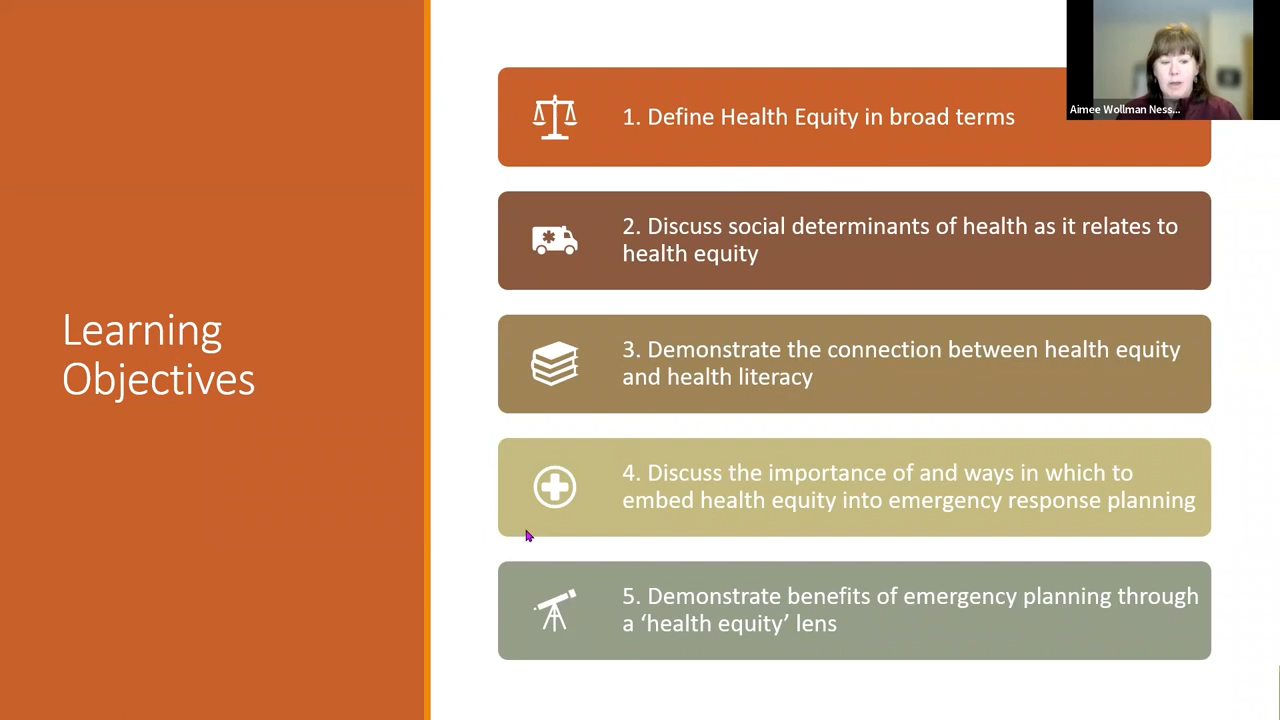 Learning
Objectives
1. Define Health Equity in broad terms
2. Discuss social determinants of health as it relates to
health equity
3. Demonstrate the connection between health equity
and health literacy
4. Discuss the importance of and ways in which to
embed health equity into emergency response planning
5. Demonstrate benefits of emergency planning through
a ‘health equity’ lens
Aimee Wollman Ness...